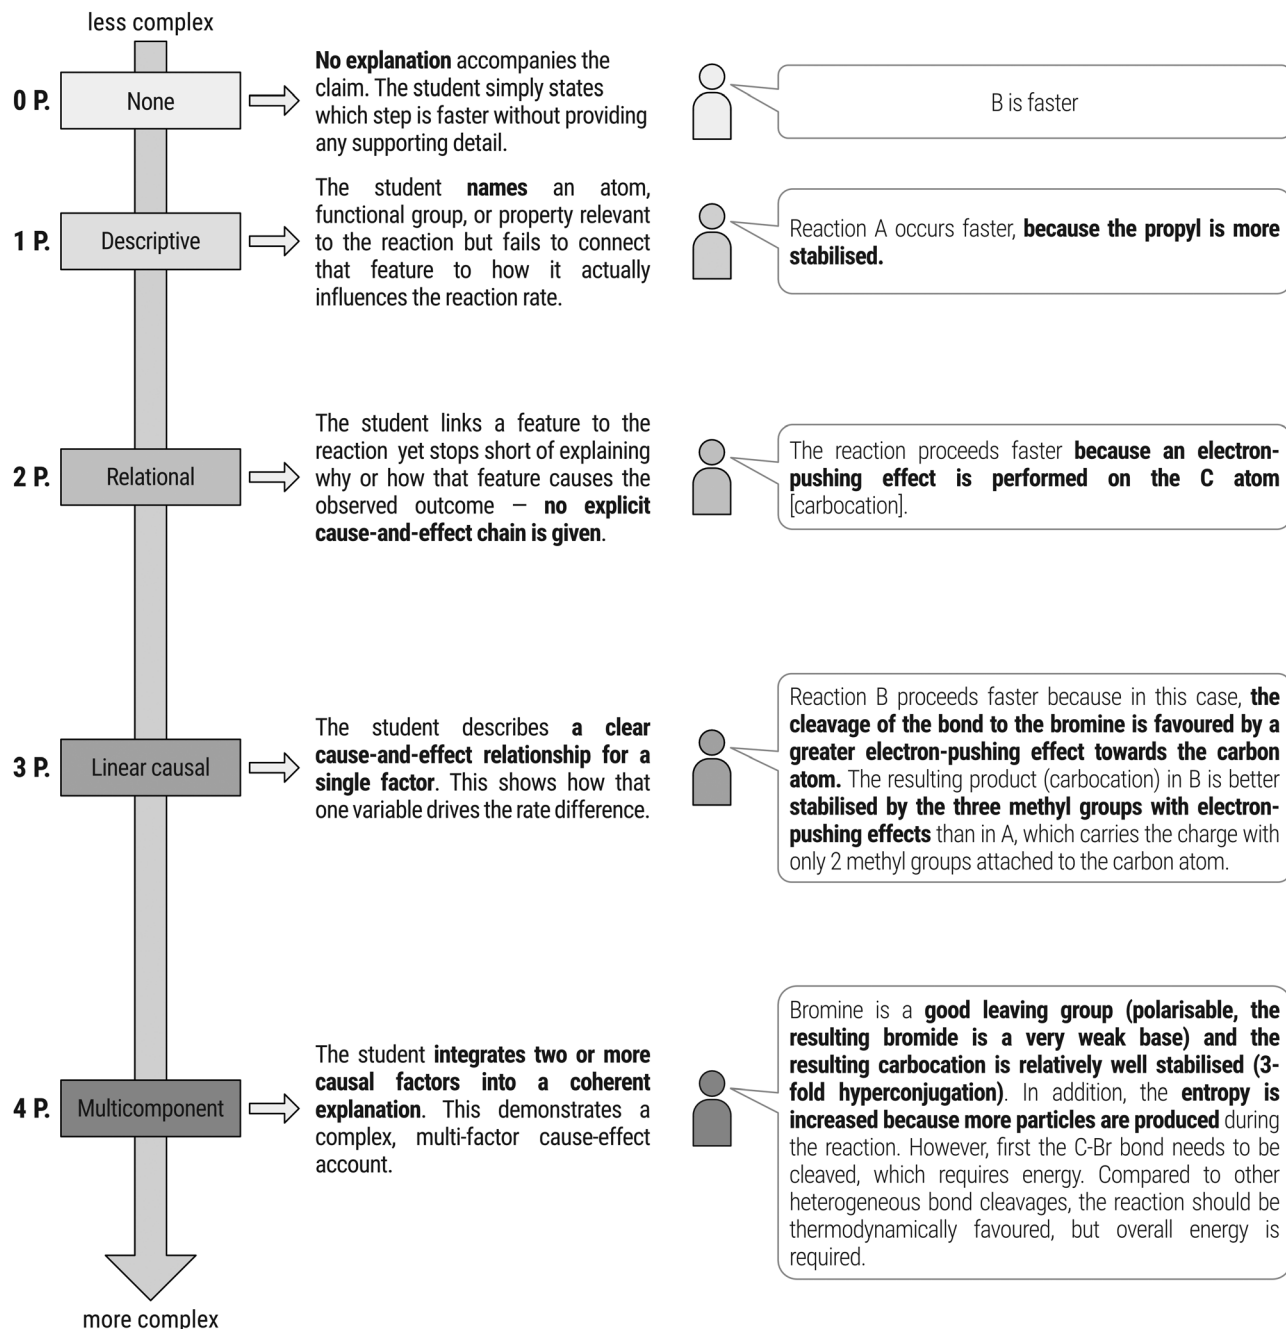 less complex
0 P.
None
No explanation accompanies the
claim. The student simply states
which step is faster without providing
any supporting detail.
B is faster
1 P.
Descriptive
The student names an atom,
functional group, or property relevant
to the reaction but fails to connect
that feature to how it actually
influences the reaction rate.
Reaction A occurs faster, because the propyl is more
stabilised.
2 P.
Relational
The student links a feature to the
reaction yet stops short of explaining
why or how that feature causes the
observed outcome – no explicit
cause-and-effect chain is given.
The reaction proceeds faster because an electron-
pushing effect is performed on the C atom
[carbocation].
3 P.
Linear causal
The student describes a clear
cause-and-effect relationship for a
single factor. This shows how that
one variable drives the rate difference.
Reaction B proceeds faster because in this case, the
cleavage of the bond to the bromine is favoured by a
greater electron-pushing effect towards the carbon
atom. The resulting product (carbocation) in B is better
stabilised by the three methyl groups with electron-
pushing effects than in A, which carries the charge with
only 2 methyl groups attached to the carbon atom.
4 P.
Multicomponent
The student integrates two or more
causal factors into a coherent
explanation. This demonstrates a
complex, multi-factor cause-effect
account.
Bromine is a good leaving group (polarisable, the
resulting bromide is a very weak base) and the
resulting carbocation is relatively well stabilised (3-
fold hyperconjugation). In addition, the entropy is
increased because more particles are produced during
the reaction. However, first the C-Br bond needs to be
cleaved, which requires energy. Compared to other
heterogeneous bond cleavages, the reaction should be
thermodynamically favoured, but overall energy is
required.
more complex